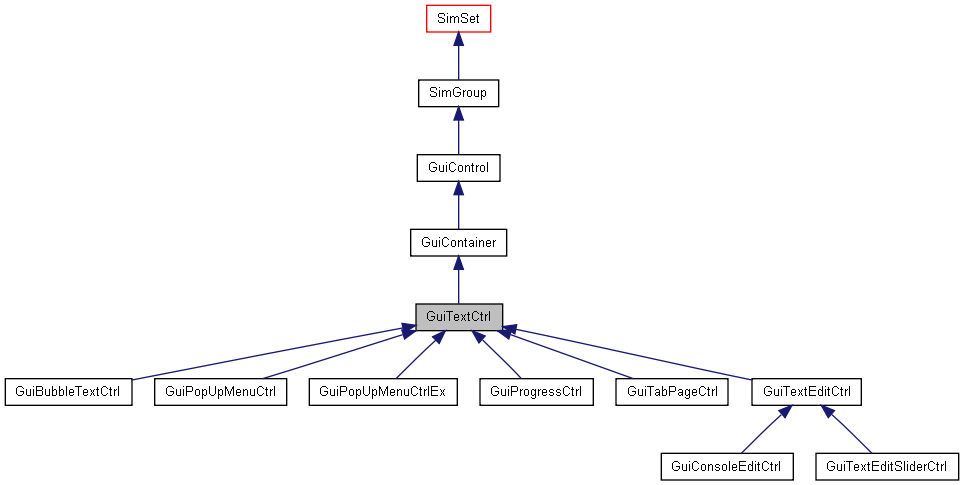 SimSet
SimGroup
GuiControl
GuiContainer
GuiTextCtrl
GuiBubbleTextCtrl
GuiPopUpMenuCtrl
GuiPopUpMenuCtrlEx
GuiProgressCtrl
GuiTabPageCtrl
GuiTextEditCtrl
GuiConsoleEditCtrl
GuiTextEditSliderCtrl